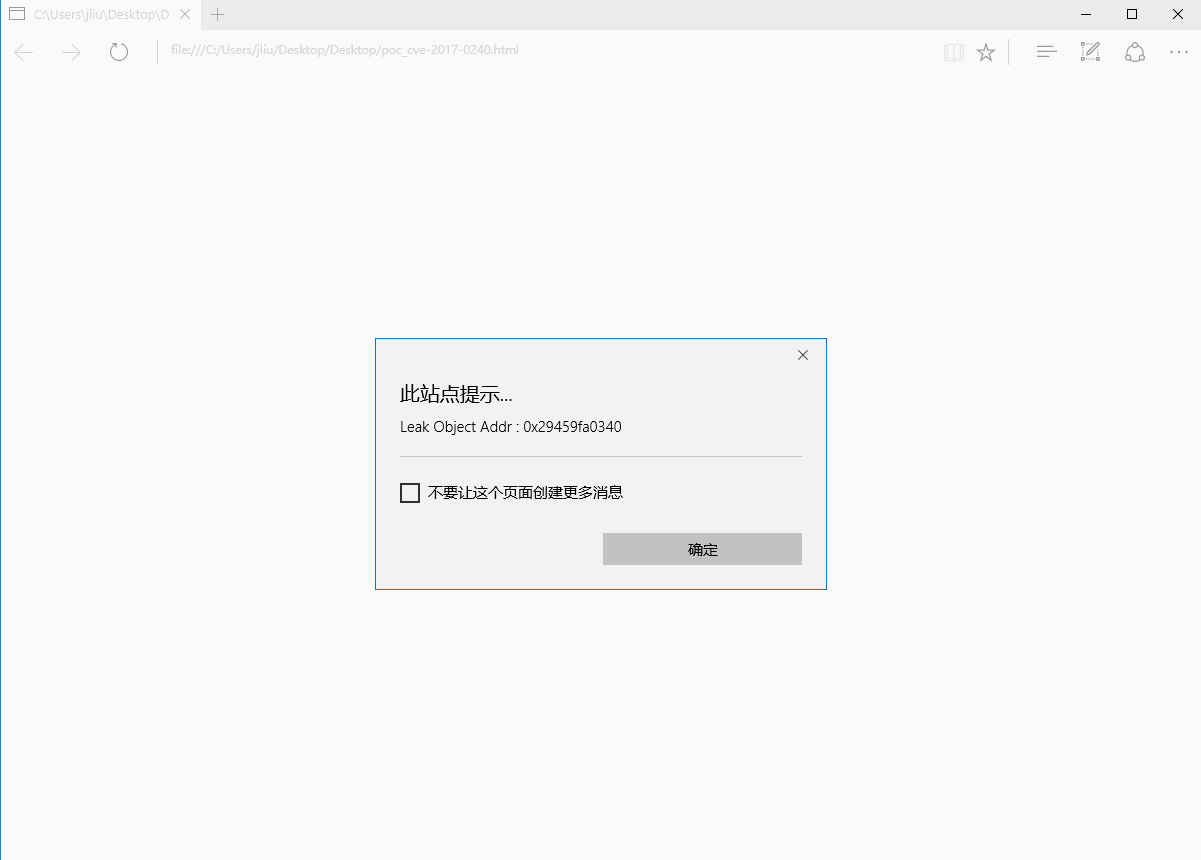 C:\Users\jliu\Desktop\D
file:///C:/Users/jliu/Desktop/Desktop/poc_cve-2017-0240.html
此站点提示...
Leak Object Addr : 0x29459fa0340
不要让这个页面创建更多消息
确定